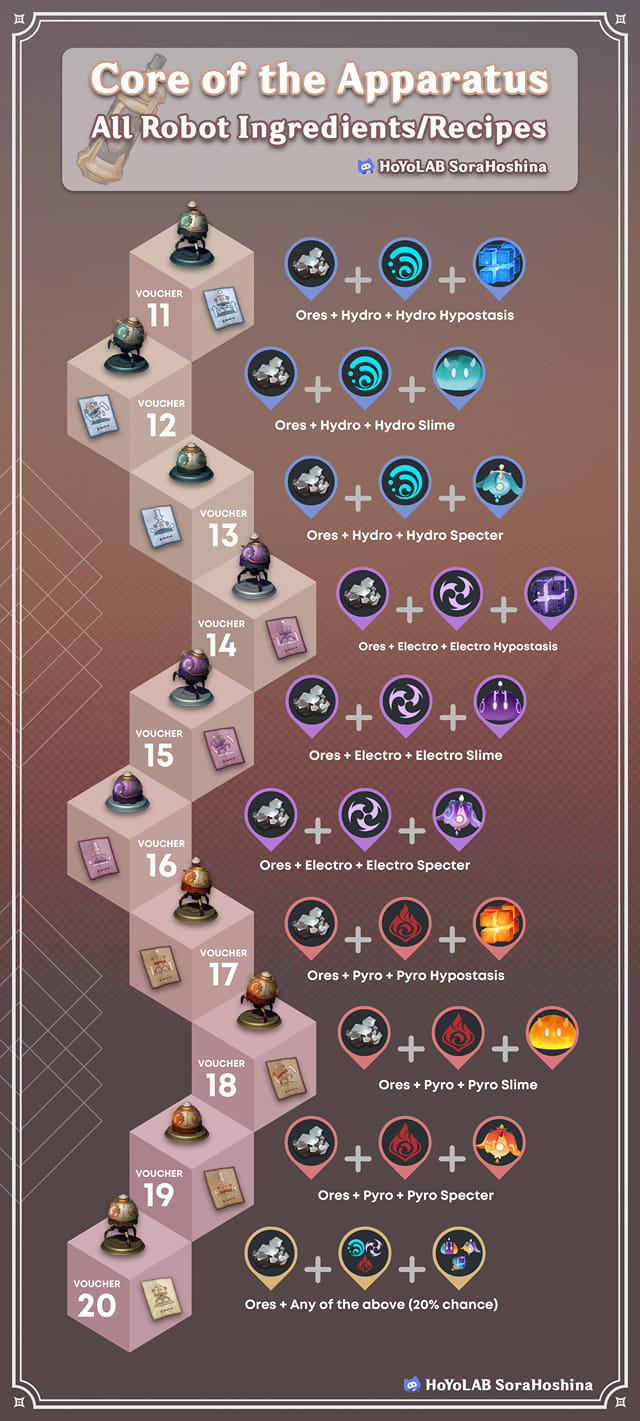 Core of the Apparatus
All Robot Ingredients/Recipes
HoYoLAB SoraHoshina
VOUCHER
11
Ores + Hydro + Hydro Hypostasis
VOUCHER
12
Ores + Hydro + Hydro Slime
VOUCHER
13
Ores + Hydro + Hydro Specter
VOUCHER
14
Ores + Electro + Electro Hypostasis
VOUCHER
15
Ores + Electro + Electro Slime
VOUCHER
16
Ores + Electro + Electro Specter
VOUCHER
17
Ores + Pyro + Pyro Hypostasis
VOUCHER
18
Ores + Pyro + Pyro Slime
VOUCHER
19
Ores + Pyro + Pyro Specter
VOUCHER
20
Ores + Any of the above (20% chance)
HoYoLAB SoraHoshina